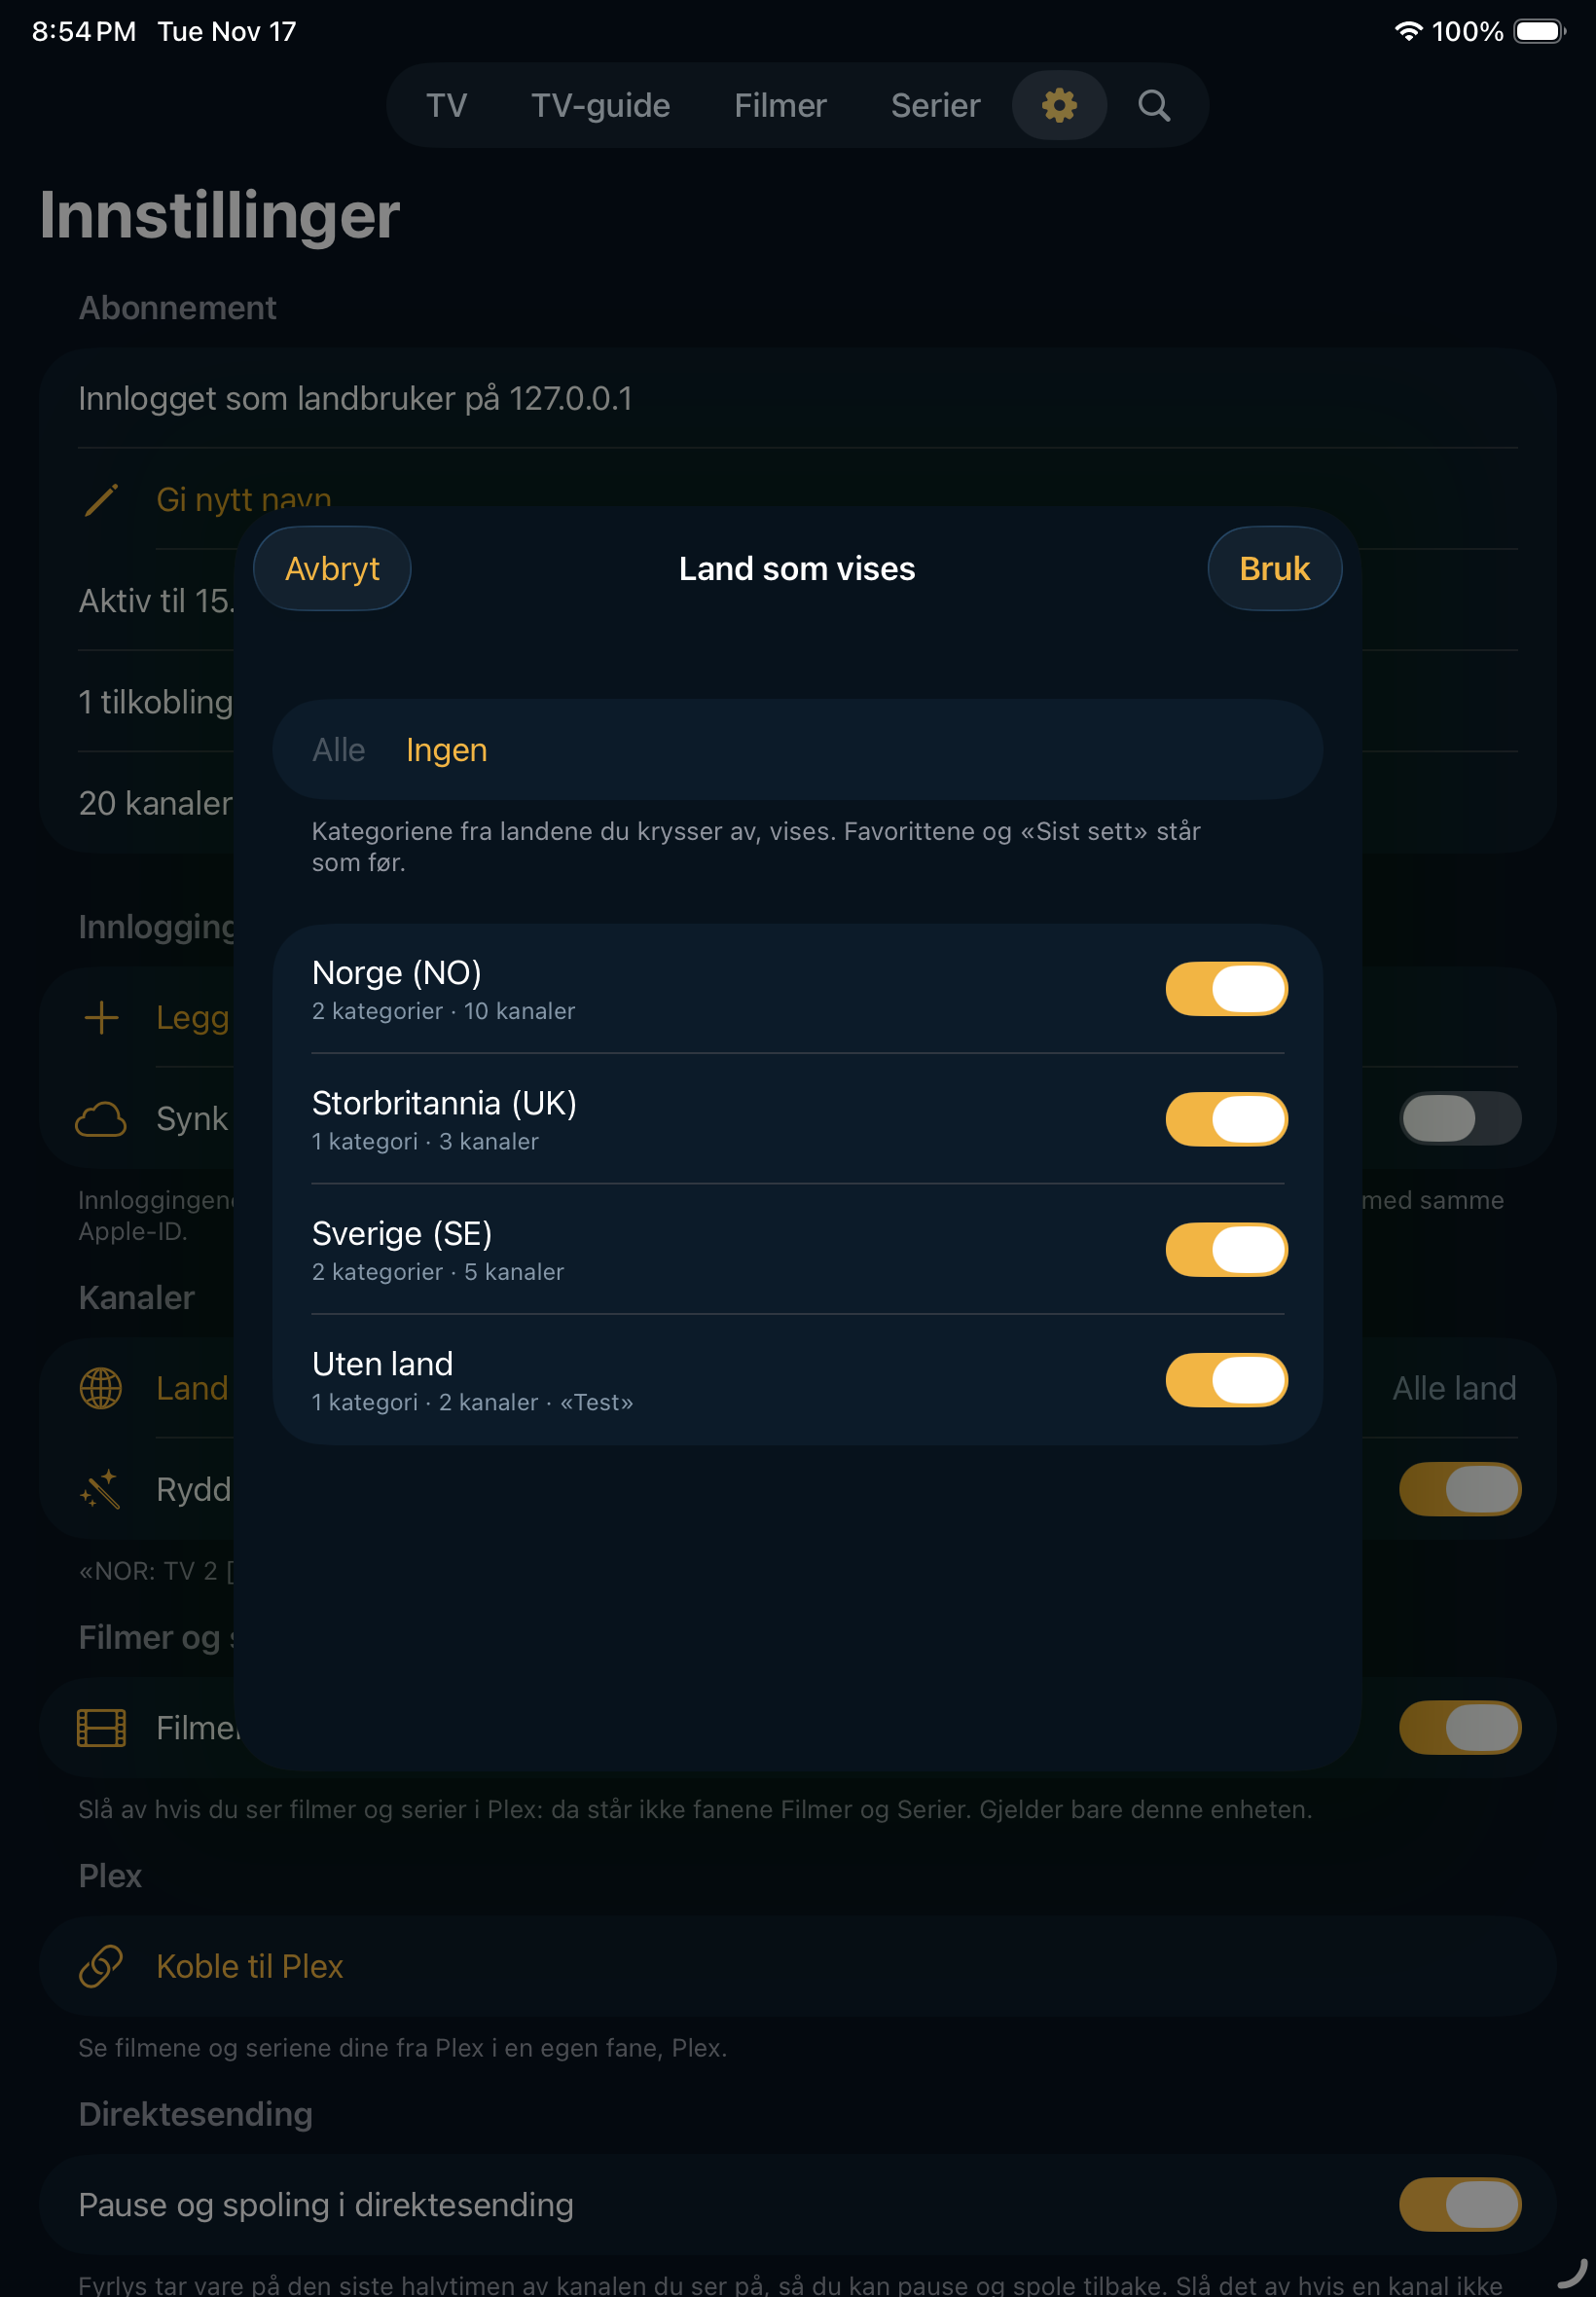 8:54 PM Tue Nov 17 100%
TV TV-guide Filmer Serier
Innstillinger
Abonnement
Innlogget som landbruker på 127.0.0.1
Gi nytt navn
Avbryt Land som vises Bruk
Aktiv til 15.
1 tilkobling
Alle Ingen
20 kanaler
Kategoriene fra landene du krysser av, vises. Favorittene og «Sist sett» står
som før.
Innlogging
Norge (NO)
2 kategorier · 10 kanaler
Legg
Storbritannia (UK)
1 kategori · 3 kanaler
Synk
Innloggingen med samme
Apple-ID.
Sverige (SE)
2 kategorier · 5 kanaler
Kanaler
Uten land
1 kategori · 2 kanaler · «Test»
Land Alle land
Rydd
«NOR: TV 2 [
Filmer og s
Filmer
Slå av hvis du ser filmer og serier i Plex: da står ikke fanene Filmer og Serier. Gjelder bare denne enheten.
Plex
Koble til Plex
Se filmene og seriene dine fra Plex i en egen fane, Plex.
Direktesending
Pause og spoling i direktesending
Fyrlys tar vare på den siste halvtimen av kanalen du ser på, så du kan pause og spole tilbake. Slå det av hvis en kanal ikke